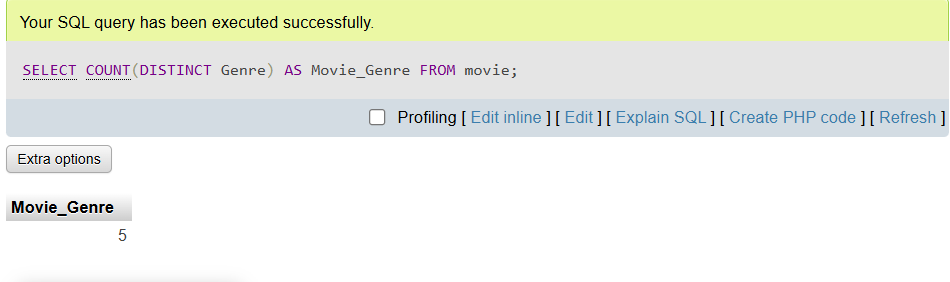 Your SQL query has been executed successfully.
SELECT COUNT(DISTINCT Genre) AS Movie_Genre FROM movie;
Profiling [ Edit inline ] [ Edit ] [ Explain SQL ] [ Create PHP code ] [ Refresh ]
Extra options
Movie_Genre
5